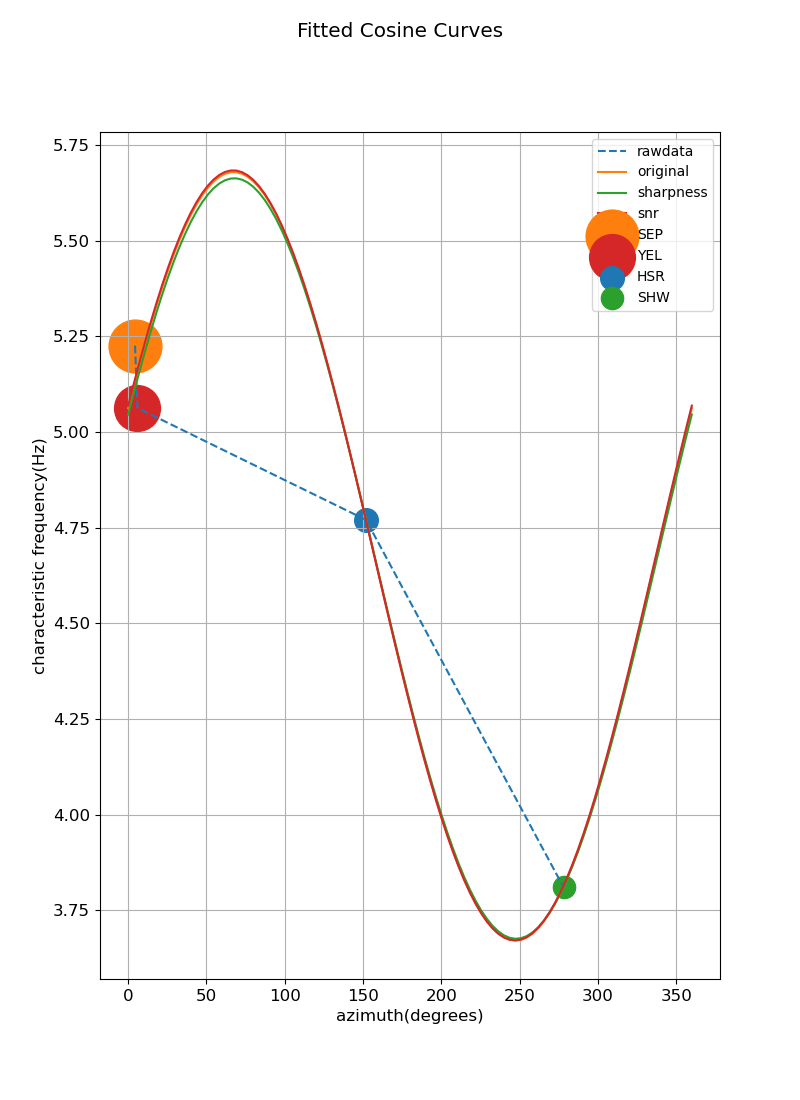 Fitted Cosine Curves
5.75
5.50
5.25
5.00
4.75
4.50
4.25
4.00
3.75
characteristic frequency(Hz)
rawdata
original
sharpness
snr
SEP
YEL
HSR
SHW
0 50 100 150 200 250 300 350
azimuth(degrees)